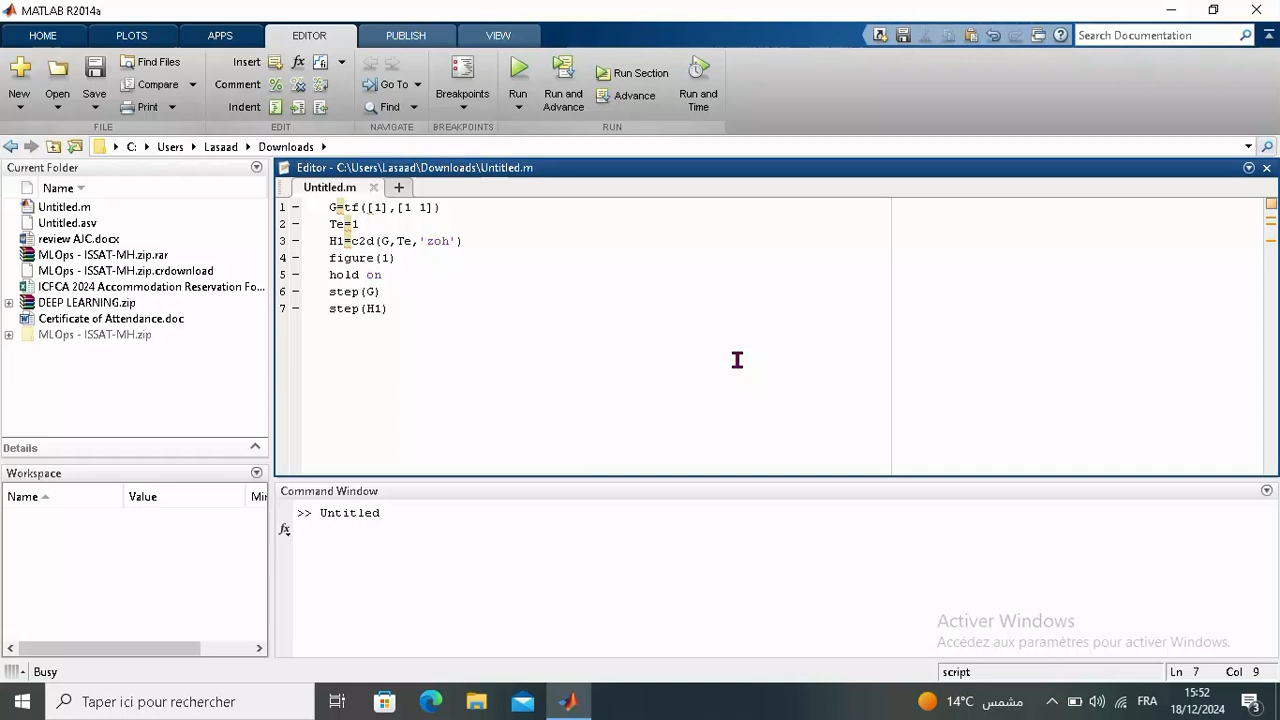 MATLAB R2014a
HOME PLOTS APPS EDITOR PUBLISH VIEW Search Documentation
Find Files Insert fx Go To Run Section
Compare Comment Advance
New Open Save Print Indent Find Breakpoints Run Run and Advance Run and Time
FILE EDIT NAVIGATE BREAKPOINTS RUN
C: Users Lasaad Downloads
Current Folder
Name
Untitled.m
Untitled.asv
review AJC.docx
MLOps - ISSAT-MH.zip.rar
MLOps - ISSAT-MH.zip.crdownload
ICFCA 2024 Accommodation Reservation Fo...
DEEP LEARNING.zip
Certificate of Attendance.doc
MLOps - ISSAT-MH.zip
Details
Workspace
Name Value Mi
Editor - C:\Users\Lasaad\Downloads\Untitled.m
Untitled.m
1 - G=tf([1],[1 1])
2 - Te=1
3 - H1=c2d(G,Te,'zoh')
4 - figure(1)
5 - hold on
6 - step(G)
7 - step(H1)
Command Window
>> Untitled
fx
Activer Windows
Accédez aux paramètres pour activer Windows.
Busy script Ln 7 Col 9
Taper ici pour rechercher
14°C مشمس FRA 15:52
18/12/2024 3